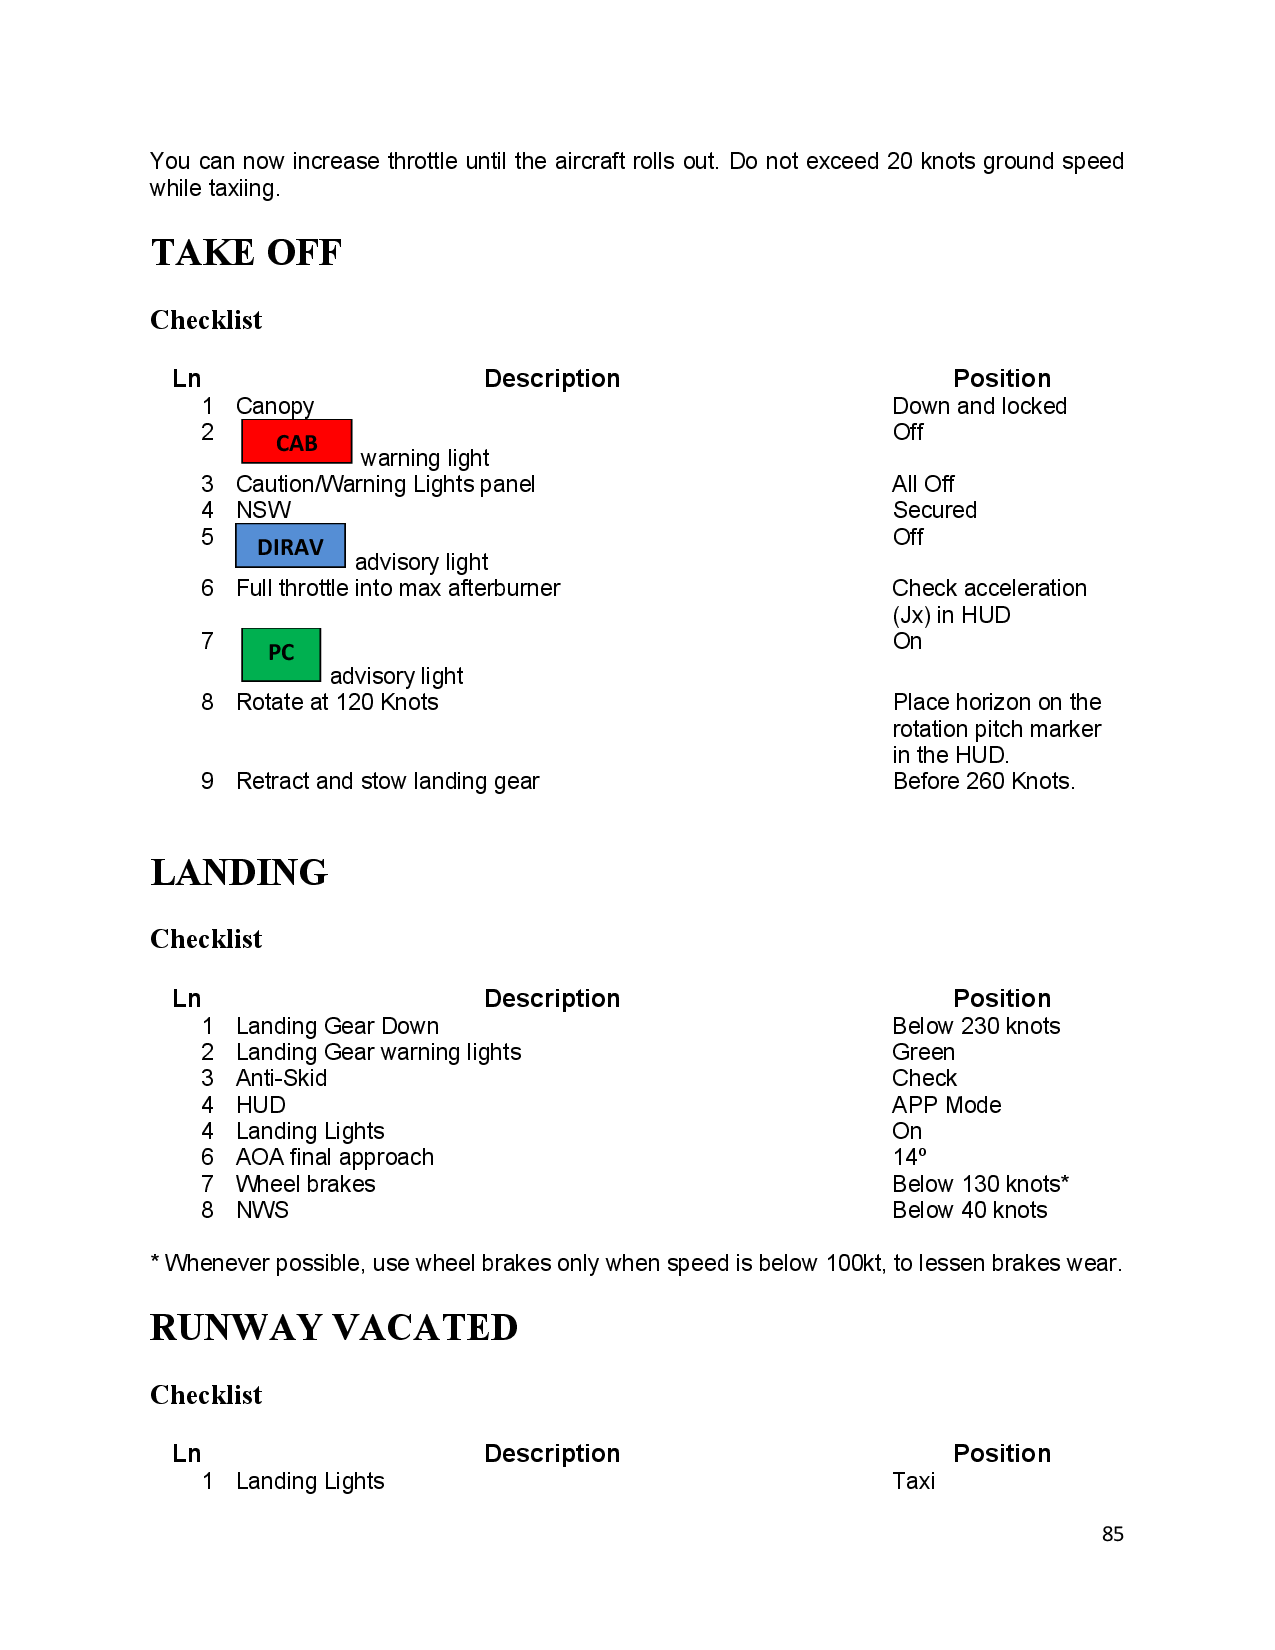 You can now increase throttle until the aircraft rolls out. Do not exceed 20 knots ground speed
while taxiing.
TAKE OFF
Checklist
Ln Description Position
1 Canopy Down and locked
2 CAB warning light Off
3 Caution/Warning Lights panel All Off
4 NSW Secured
5 DIRAV advisory light Off
6 Full throttle into max afterburner Check acceleration
(Jx) in HUD
7 PC advisory light On
8 Rotate at 120 Knots Place horizon on the
rotation pitch marker
in the HUD.
9 Retract and stow landing gear Before 260 Knots.
LANDING
Checklist
Ln Description Position
1 Landing Gear Down Below 230 knots
2 Landing Gear warning lights Green
3 Anti-Skid Check
4 HUD APP Mode
4 Landing Lights On
6 AOA final approach 14º
7 Wheel brakes Below 130 knots*
8 NWS Below 40 knots
* Whenever possible, use wheel brakes only when speed is below 100kt, to lessen brakes wear.
RUNWAY VACATED
Checklist
Ln Description Position
1 Landing Lights Taxi
85